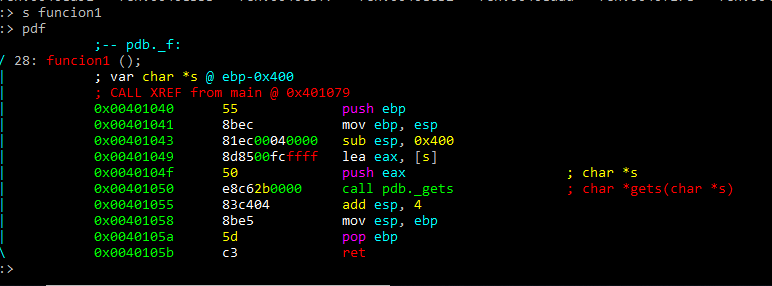 :> s funcion1
:> pdf
;-- pdb._f:
/ 28: funcion1 ();
| ; var char *s @ ebp-0x400
| ; CALL XREF from main @ 0x401079
| 0x00401040 55 push ebp
| 0x00401041 8bec mov ebp, esp
| 0x00401043 81ec00040000 sub esp, 0x400
| 0x00401049 8d8500fcffff lea eax, [s]
| 0x0040104f 50 push eax ; char *s
| 0x00401050 e8c62b0000 call pdb._gets ; char *gets(char *s)
| 0x00401055 83c404 add esp, 4
| 0x00401058 8be5 mov esp, ebp
| 0x0040105a 5d pop ebp
\ 0x0040105b c3 ret
:>